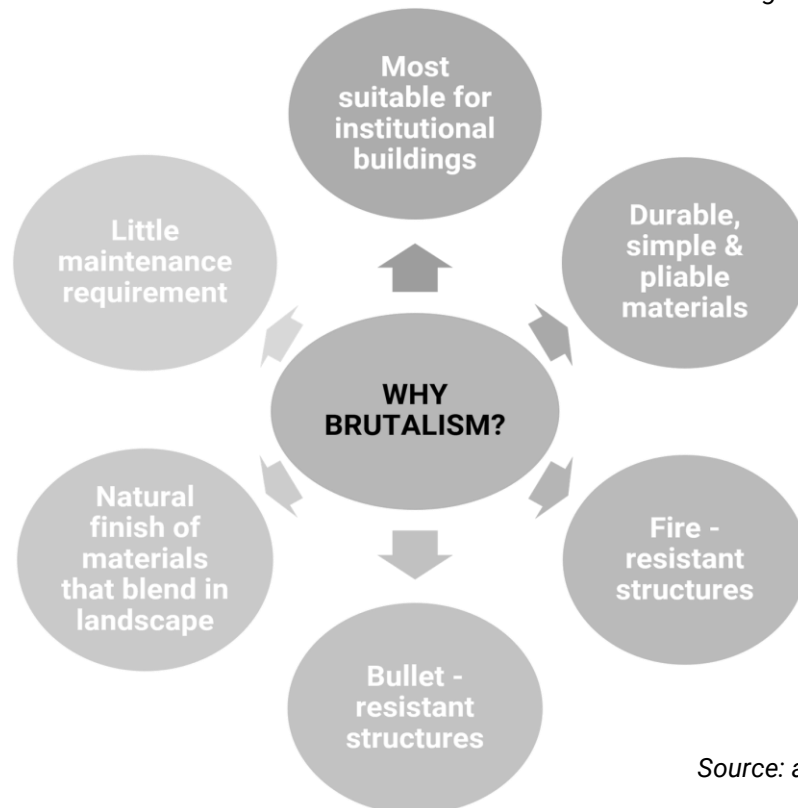 Most
suitable for
institutional
buildings
Durable,
simple &
pliable
materials
Fire -
resistant
structures
Bullet -
resistant
structures
Natural
finish of
materials
that blend in
landscape
Little
maintenance
requirement
WHY
BRUTALISM?
Source: